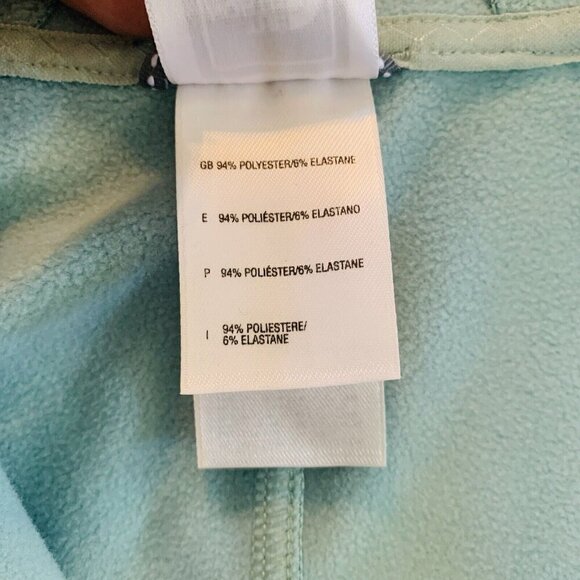 GB 94% POLYESTER/6% ELASTANE
E 94% POLIÉSTER/6% ELASTANO
P 94% POLIÉSTER/6% ELASTANE
I 94% POLIESTERE/
6% ELASTANE